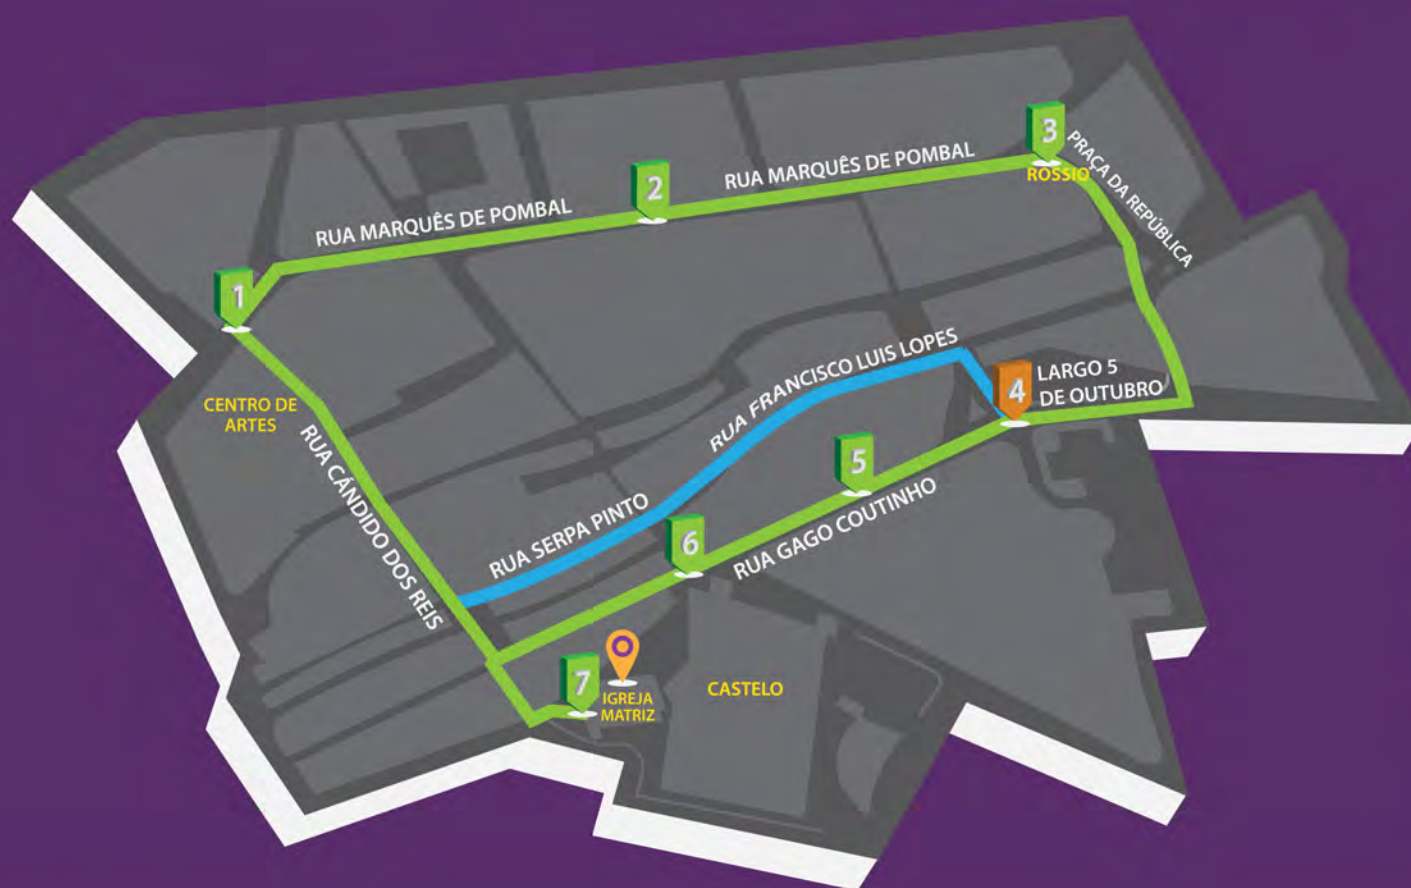 3
PRAÇA DA REPÚBLICA
ROSSIO
RUA MARQUÊS DE POMBAL
2
RUA MARQUÊS DE POMBAL
1
CENTRO DE
ARTES
RUA CÁNDIDO DOS REIS
RUA FRANCISCO LUIS LOPES
4
LARGO 5
DE OUTUBRO
5
RUA SERPA PINTO
6
RUA GAGO COUTINHO
7
IGREJA
MATRIZ
CASTELO